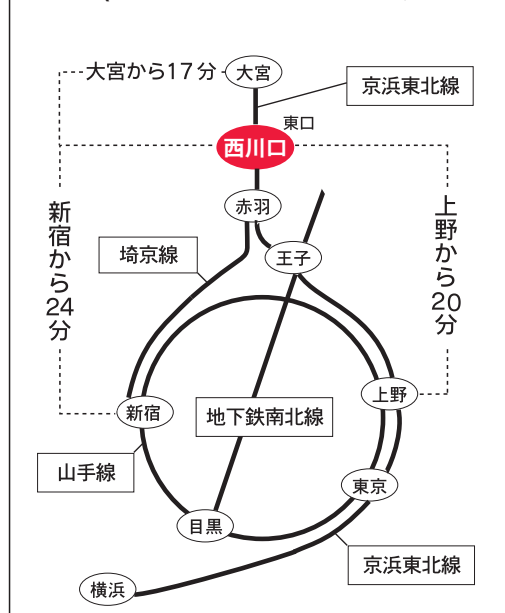 大宮から17分
大宮
京浜東北線
東口
西川口
赤羽
新宿から24分
上野から20分
埼京線
王子
新宿
地下鉄南北線
上野
山手線
東京
目黒
京浜東北線
横浜